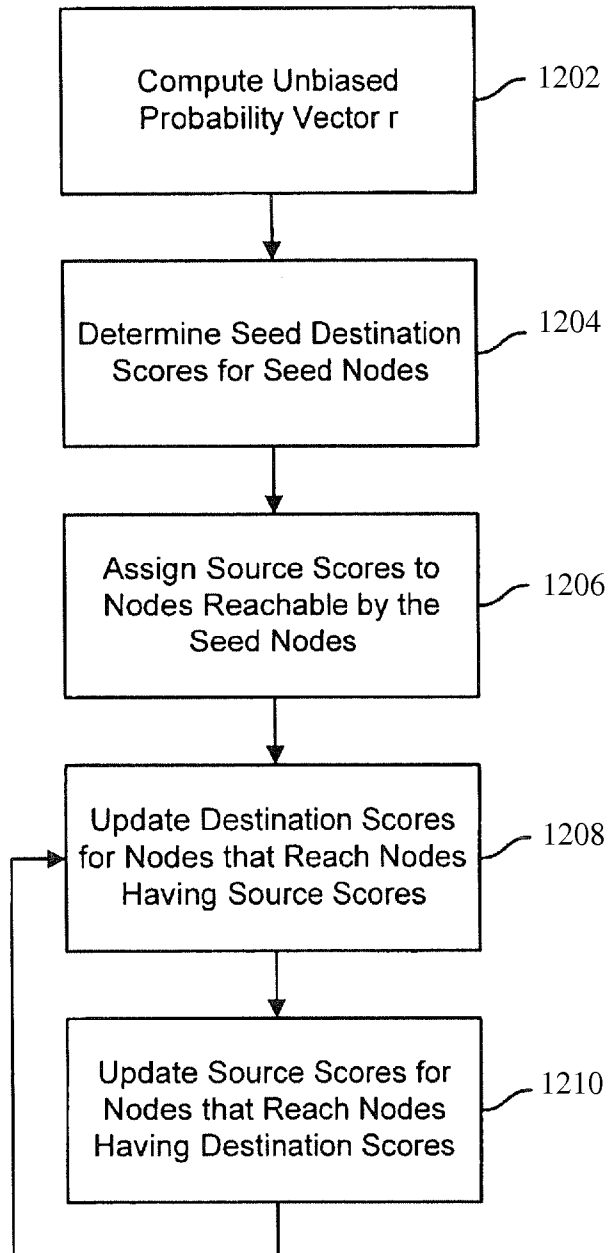 Compute Unbiased
Probability Vector r
1202
Determine Seed Destination
Scores for Seed Nodes
1204
Assign Source Scores to
Nodes Reachable by the
Seed Nodes
1206
Update Destination Scores
for Nodes that Reach Nodes
Having Source Scores
1208
Update Source Scores for
Nodes that Reach Nodes
Having Destination Scores
1210